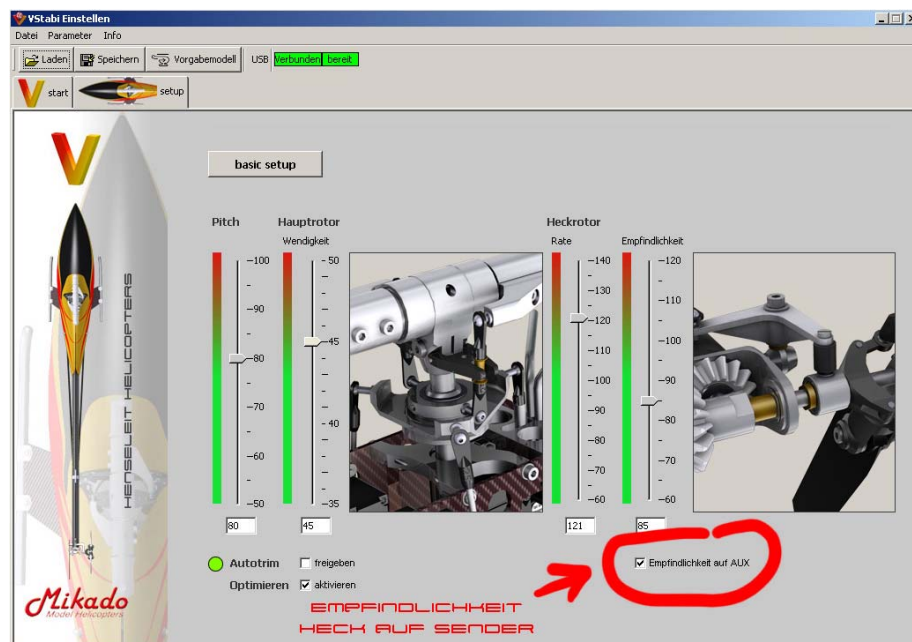 VStabi Einstellen
Datei Parameter Info
Laden Speichern Vorgabemodell USB Verbunden bereit
V start setup
V
basic setup
Pitch Hauptrotor Heckrotor
Wendigkeit Rate Empfindlichkeit
-100 -50 -140 -120
-130
-90 -110
-45 -120 -100
-80 -110
-100 -90
-70 -40 -90 -80
-80
-60 -70
-70
-50 -35 -60 -60
80 45 121 85
HENSELEIT HELICOPTERS
Autotrim freigeben Empfindlichkeit auf AUX
Optimieren aktivieren
EMPFINDLICHKEIT
HECK AUF SENDER
Mikado
Model Helicopters